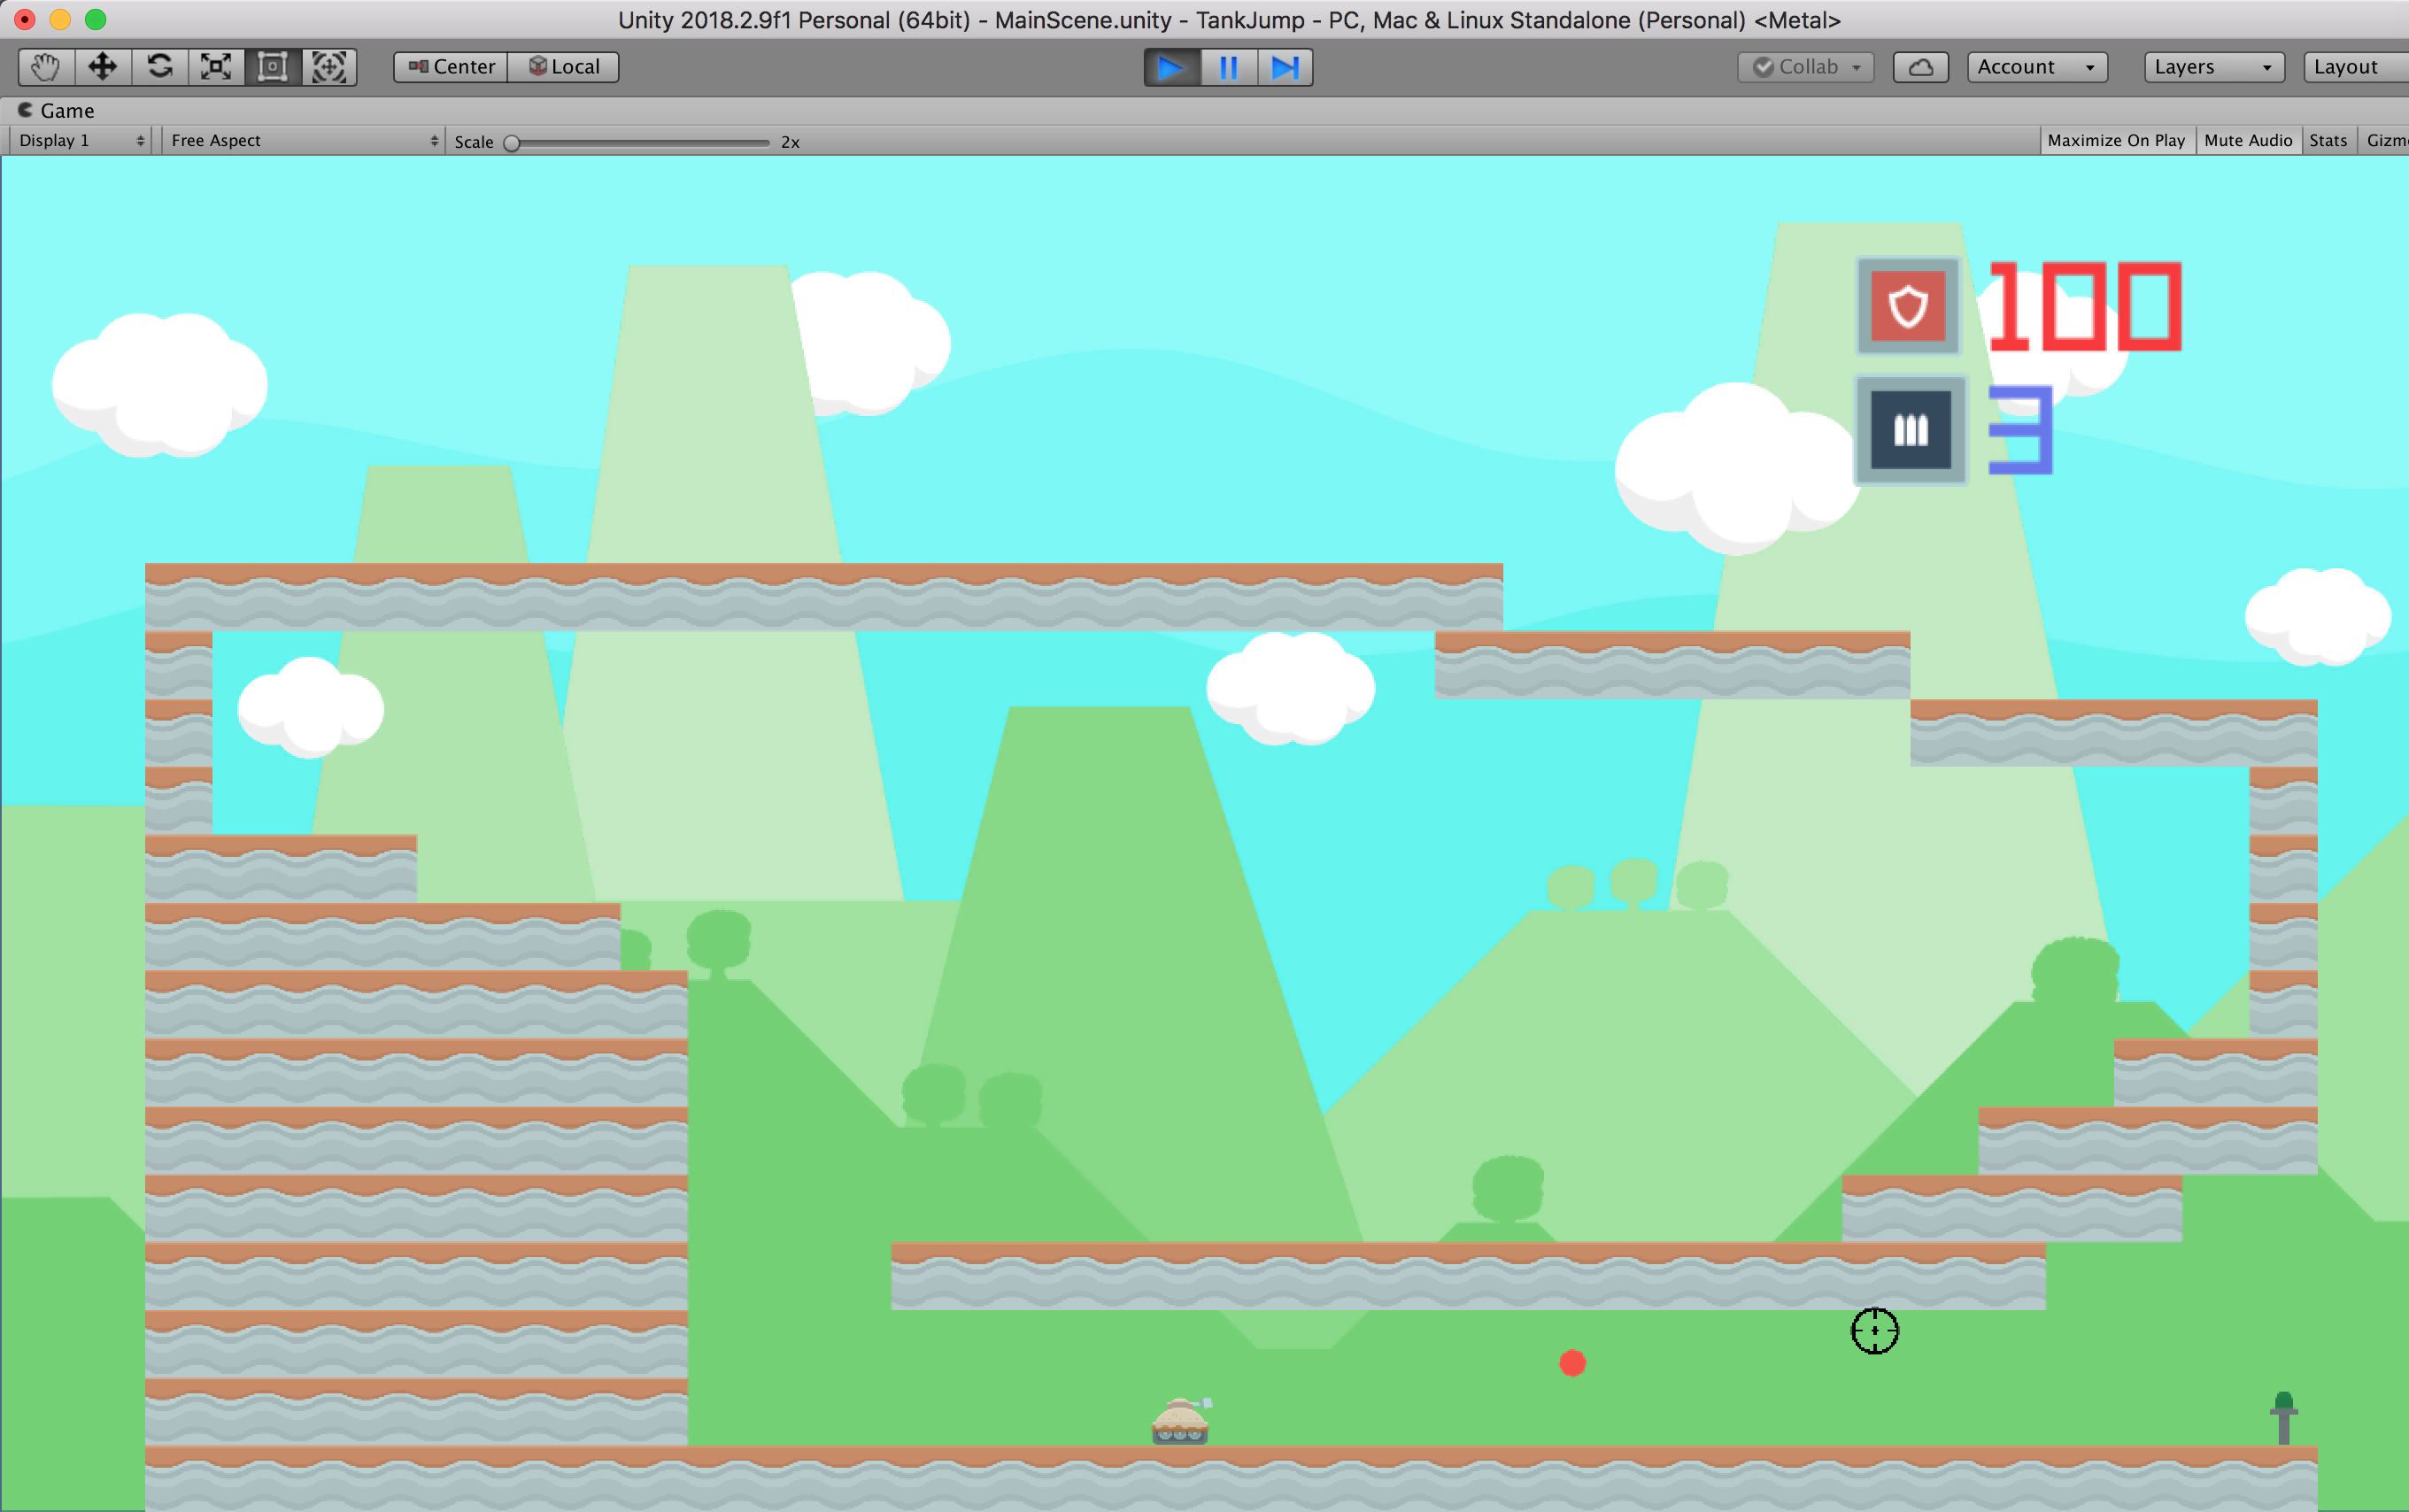 Unity 2018.2.9f1 Personal (64bit) - MainScene.unity - TankJump - PC, Mac & Linux Standalone (Personal) <Metal>
Center Local Collab Account Layers Layout
Game
Display 1 Free Aspect Scale 2x Maximize On Play Mute Audio Stats Gizm
100
3